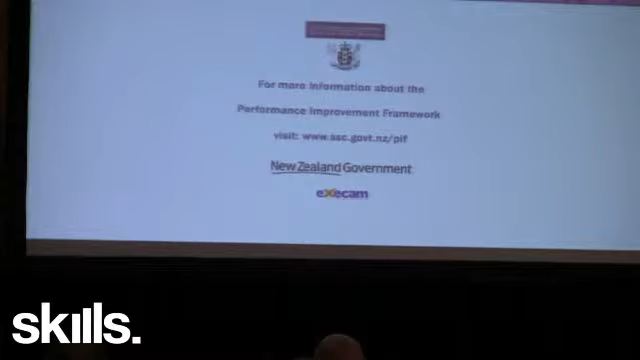 For more information about the
Performance Improvement Framework
visit: www.ssc.govt.nz/pif
New Zealand Government
execam
skills.